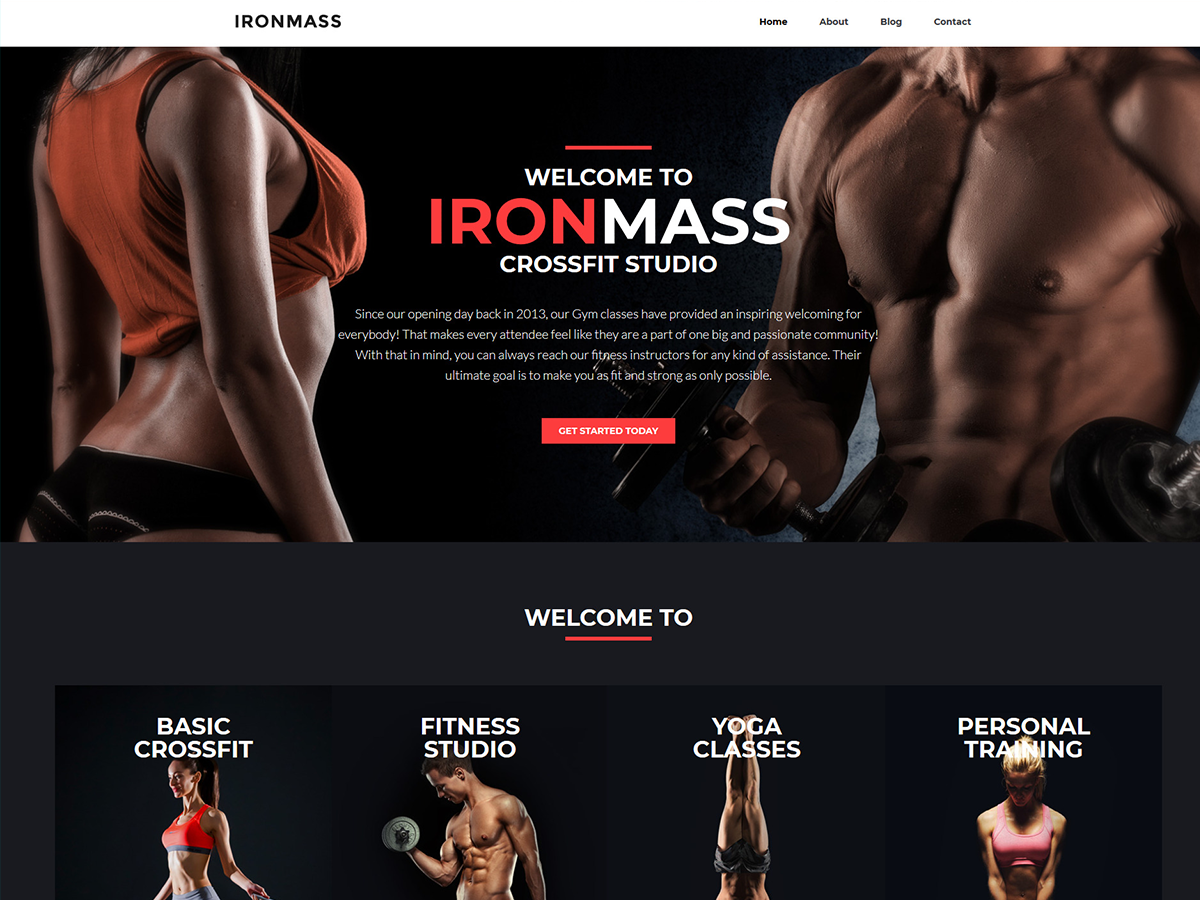 IRONMASS
Home About Blog Contact
WELCOME TO
IRONMASS
CROSSFIT STUDIO
Since our opening day back in 2013, our Gym classes have provided an inspiring welcoming for
everybody! That makes every attendee feel like they are a part of one big and passionate community!
With that in mind, you can always reach our fitness instructors for any kind of assistance. Their
ultimate goal is to make you as fit and strong as only possible.
GET STARTED TODAY
WELCOME TO
BASIC
CROSSFIT
FITNESS
STUDIO
YOGA
CLASSES
PERSONAL
TRAINING